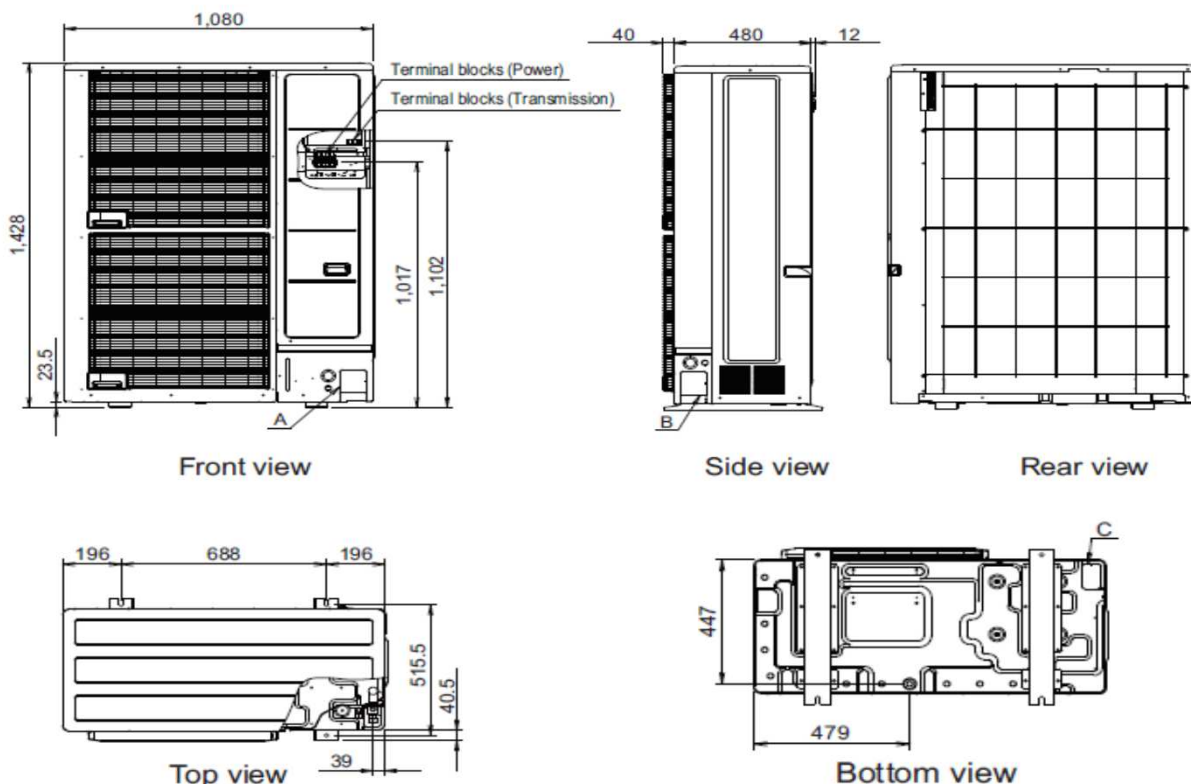 1,080
Terminal blocks (Power)
Terminal blocks (Transmission)
1,428
1,017
1,102
23.5
A
Front view
40
480
12
B
Side view
Rear view
196
688
196
515.5
40.5
39
Top view
C
447
479
Bottom view